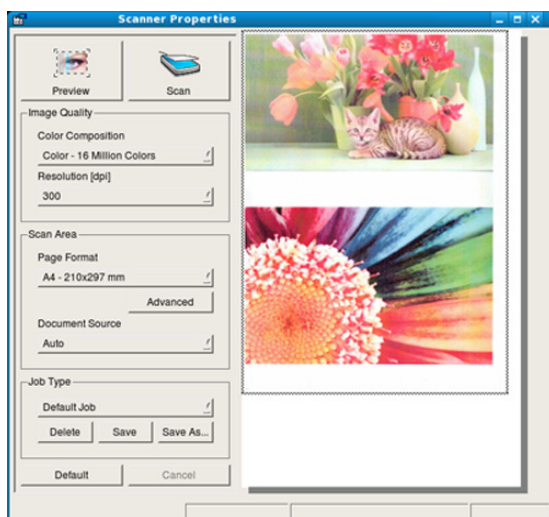 Scanner Properties
Preview
Scan
Image Quality
Color Composition
Color - 16 Million Colors
Resolution [dpi]
300
Scan Area
Page Format
A4 - 210x297 mm
Advanced
Document Source
Auto
Job Type
Default Job
Delete
Save
Save As...
Default
Cancel